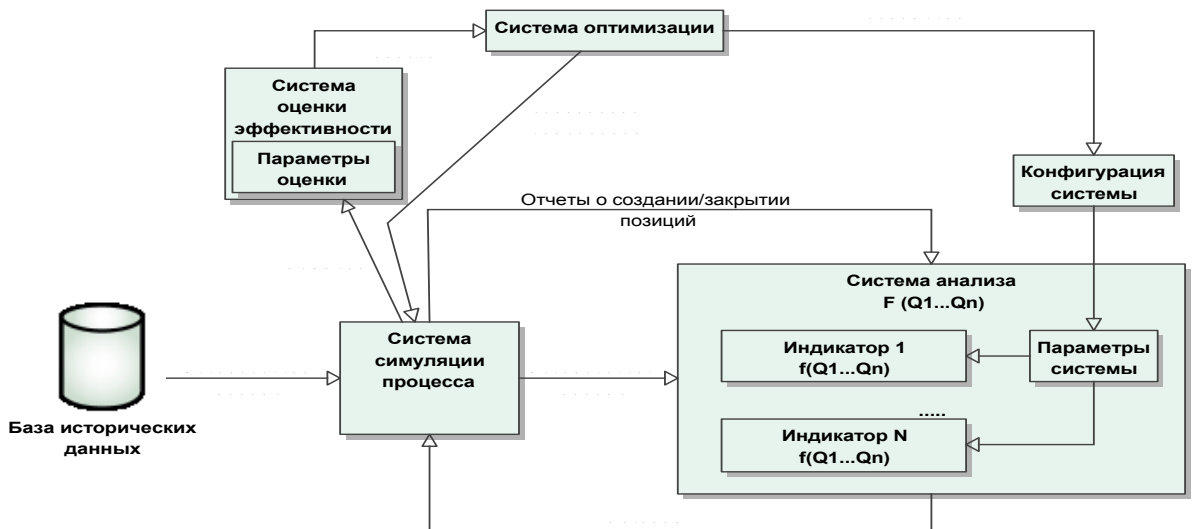 Система оптимизации
Система
оценки
эффективности
Параметры
оценки
Конфигурация
системы
Отчеты о создании/закрытии
позиций
Система анализа
F (Q1...Qn)
Система
симуляции
процесса
Индикатор 1
f(Q1...Qn)
Параметры
системы
.....
Индикатор N
f(Q1...Qn)
База исторических
данных